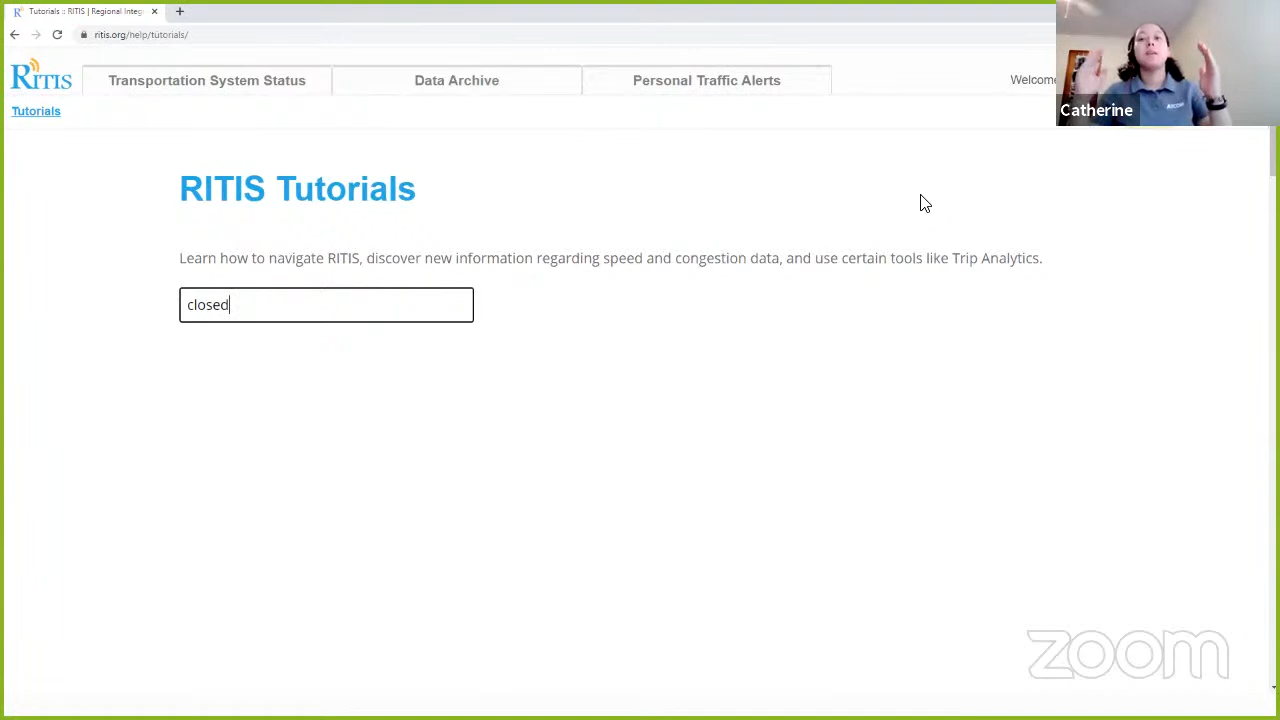 Tutorials :: RITIS | Regional Integ
ritis.org/help/tutorials/
RITIS
Transportation System Status
Data Archive
Personal Traffic Alerts
Welcome
Tutorials
Catherine
RITIS Tutorials
Learn how to navigate RITIS, discover new information regarding speed and congestion data, and use certain tools like Trip Analytics.
closed
zoom